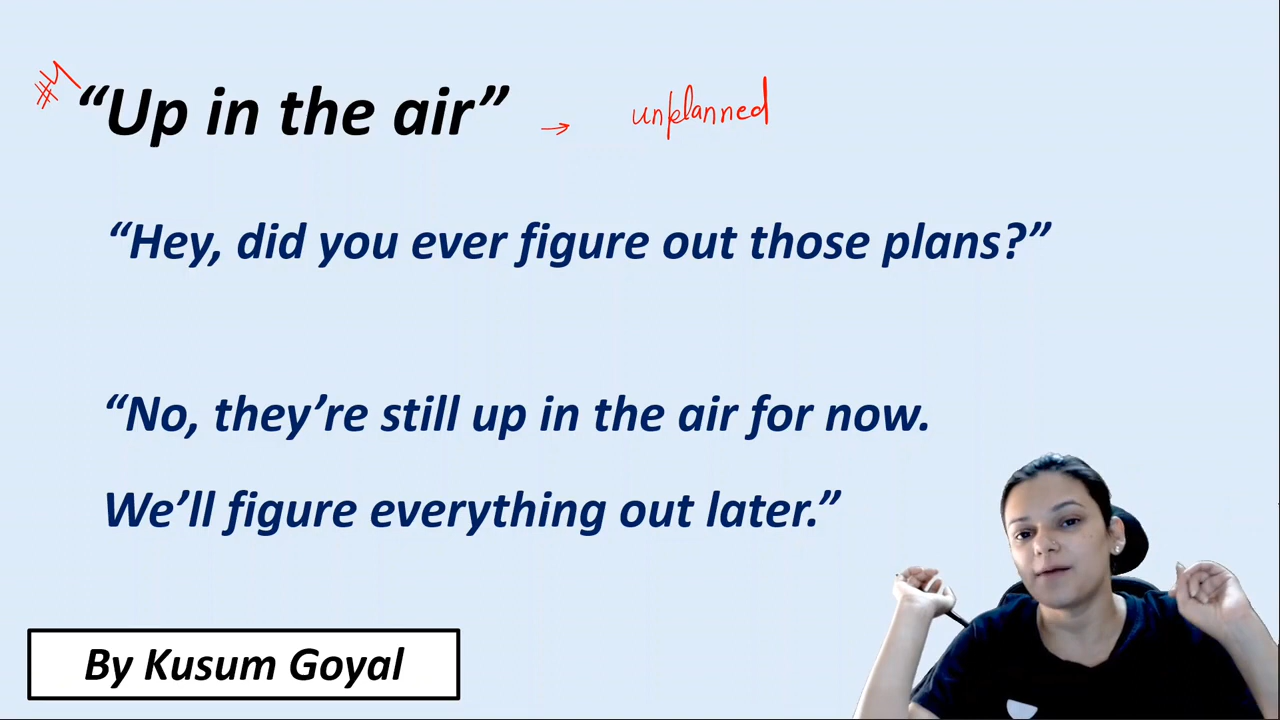 #4 “Up in the air” → unplanned
“Hey, did you ever figure out those plans?”
“No, they’re still up in the air for now.
We’ll figure everything out later.”
By Kusum Goyal